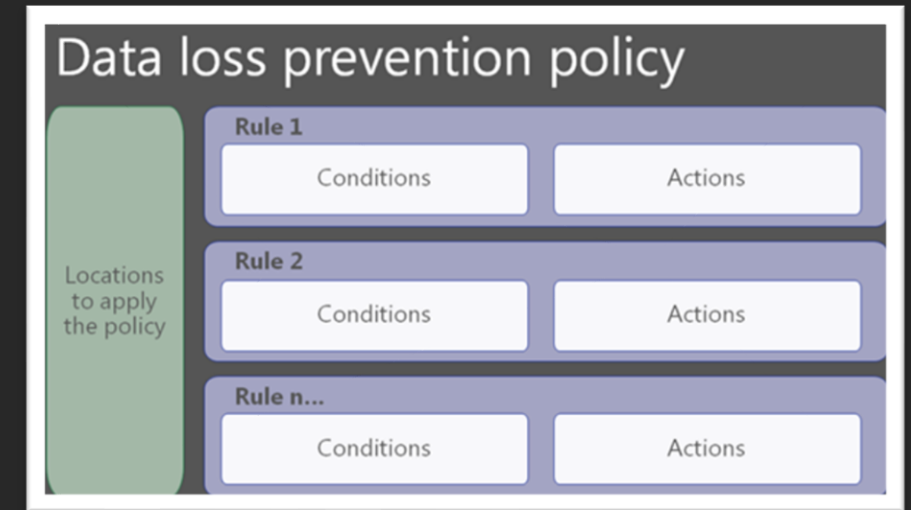 Data loss prevention policy
Locations
to apply
the policy
Rule 1
Conditions
Actions
Rule 2
Conditions
Actions
Rule n...
Conditions
Actions